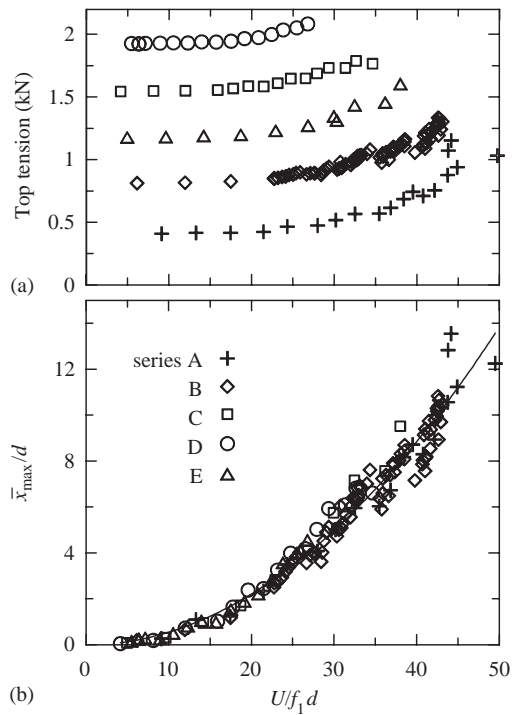 2
1.5
1
0.5
0
Top tension (kN)
(a)
12
8
4
0
x̄max/d
series A
B
C
D
E
0 10 20 30 40 50
(b)
U/f1d